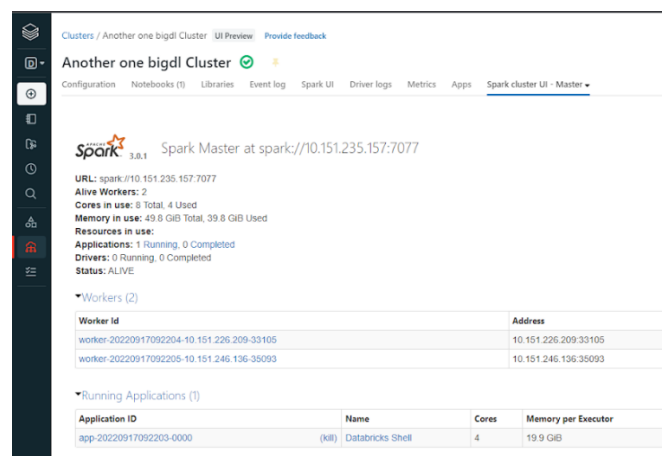 Clusters / Another one bigdl Cluster UI Preview Provide feedback
D
Another one bigdl Cluster
Configuration Notebooks (1) Libraries Event log Spark UI Driver logs Metrics Apps Spark cluster UI - Master
APACHE Spark 3.0.1 Spark Master at spark://10.151.235.157:7077
URL: spark://10.151.235.157:7077
Alive Workers: 2
Cores in use: 8 Total, 4 Used
Memory in use: 49.8 GiB Total, 39.8 GiB Used
Resources in use:
Applications: 1 Running, 0 Completed
Drivers: 0 Running, 0 Completed
Status: ALIVE
Workers (2)
Worker Id Address
worker-20220917092204-10.151.226.209-33105 10.151.226.209:33105
worker-20220917092205-10.151.246.136-35093 10.151.246.136:35093
Running Applications (1)
Application ID Name Cores Memory per Executor
app-20220917092203-0000 (kill) Databricks Shell 4 19.9 GiB